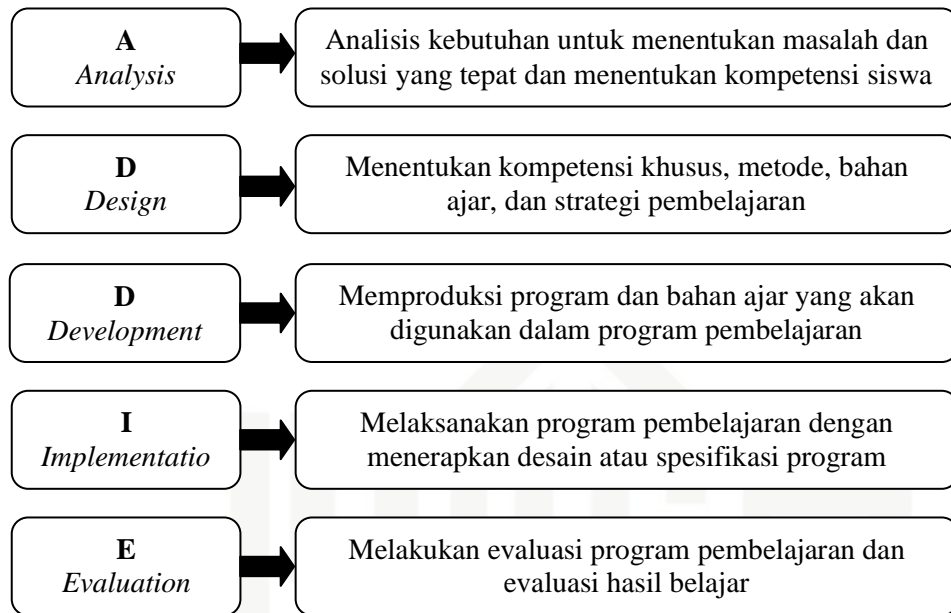 A
Analysis
Analisis kebutuhan untuk menentukan masalah dan
solusi yang tepat dan menentukan kompetensi siswa
D
Design
Menentukan kompetensi khusus, metode, bahan
ajar, dan strategi pembelajaran
D
Development
Memproduksi program dan bahan ajar yang akan
digunakan dalam program pembelajaran
I
Implementatio
Melaksanakan program pembelajaran dengan
menerapkan desain atau spesifikasi program
E
Evaluation
Melakukan evaluasi program pembelajaran dan
evaluasi hasil belajar